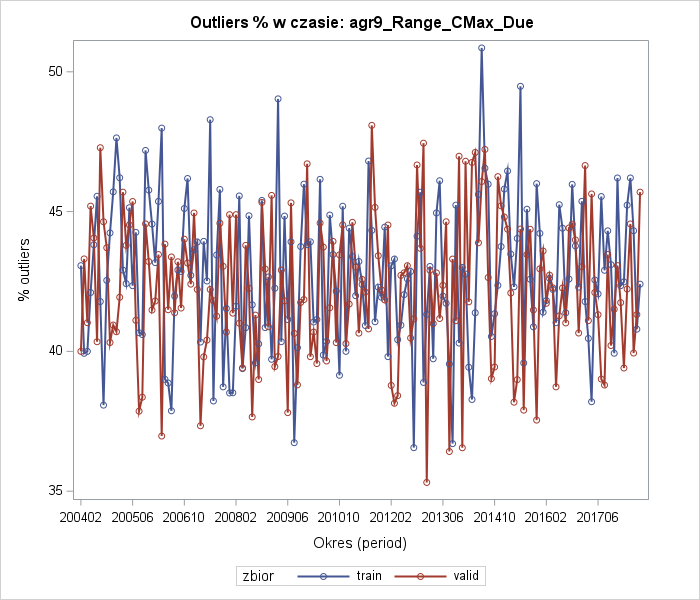 Outliers % w czasie: agr9_Range_CMax_Due
% outliers
50
45
40
35
200402 200506 200610 200802 200906 201010 201202 201306 201410 201602 201706
Okres (period)
zbior train valid